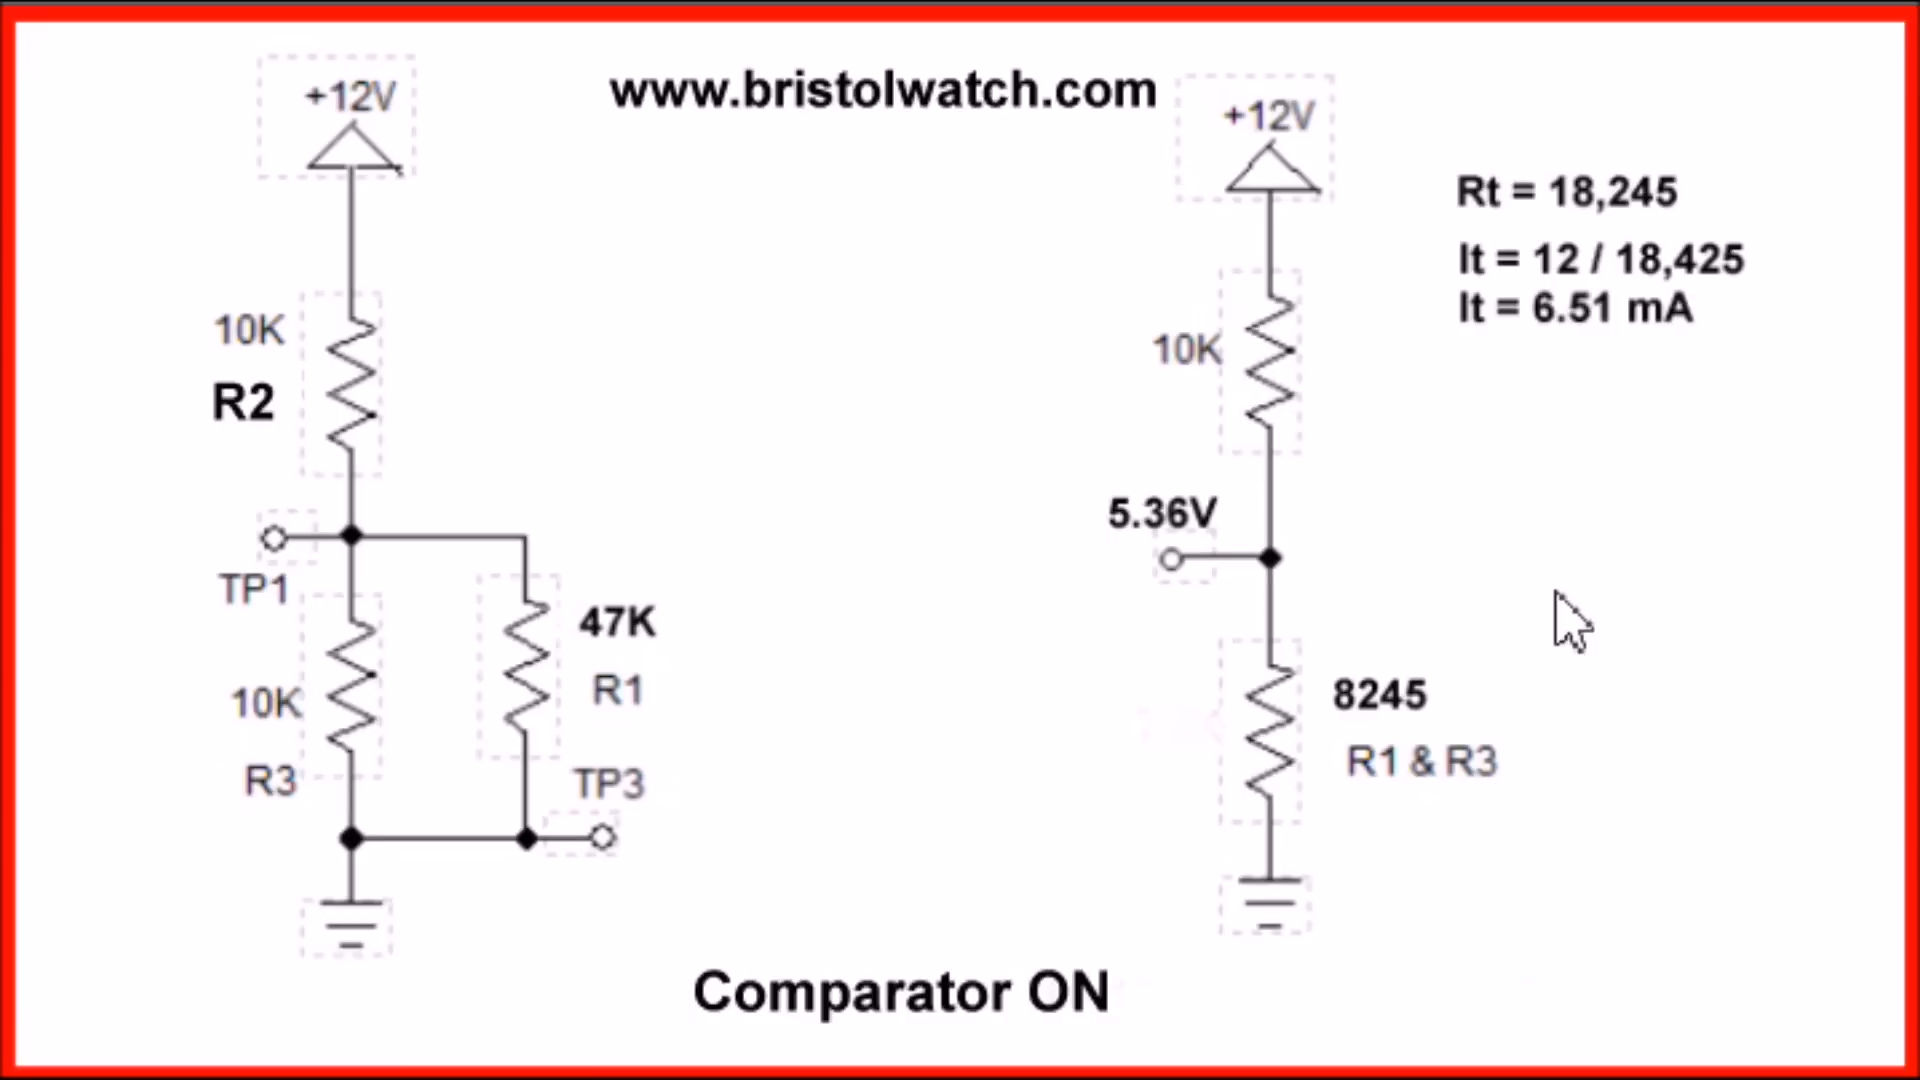 www.bristolwatch.com
+12V
10K
R2
TP1
10K
R3
47K
R1
TP3
+12V
10K
5.36V
8245
R1 & R3
Rt = 18,245
It = 12 / 18,425
It = 6.51 mA
Comparator ON